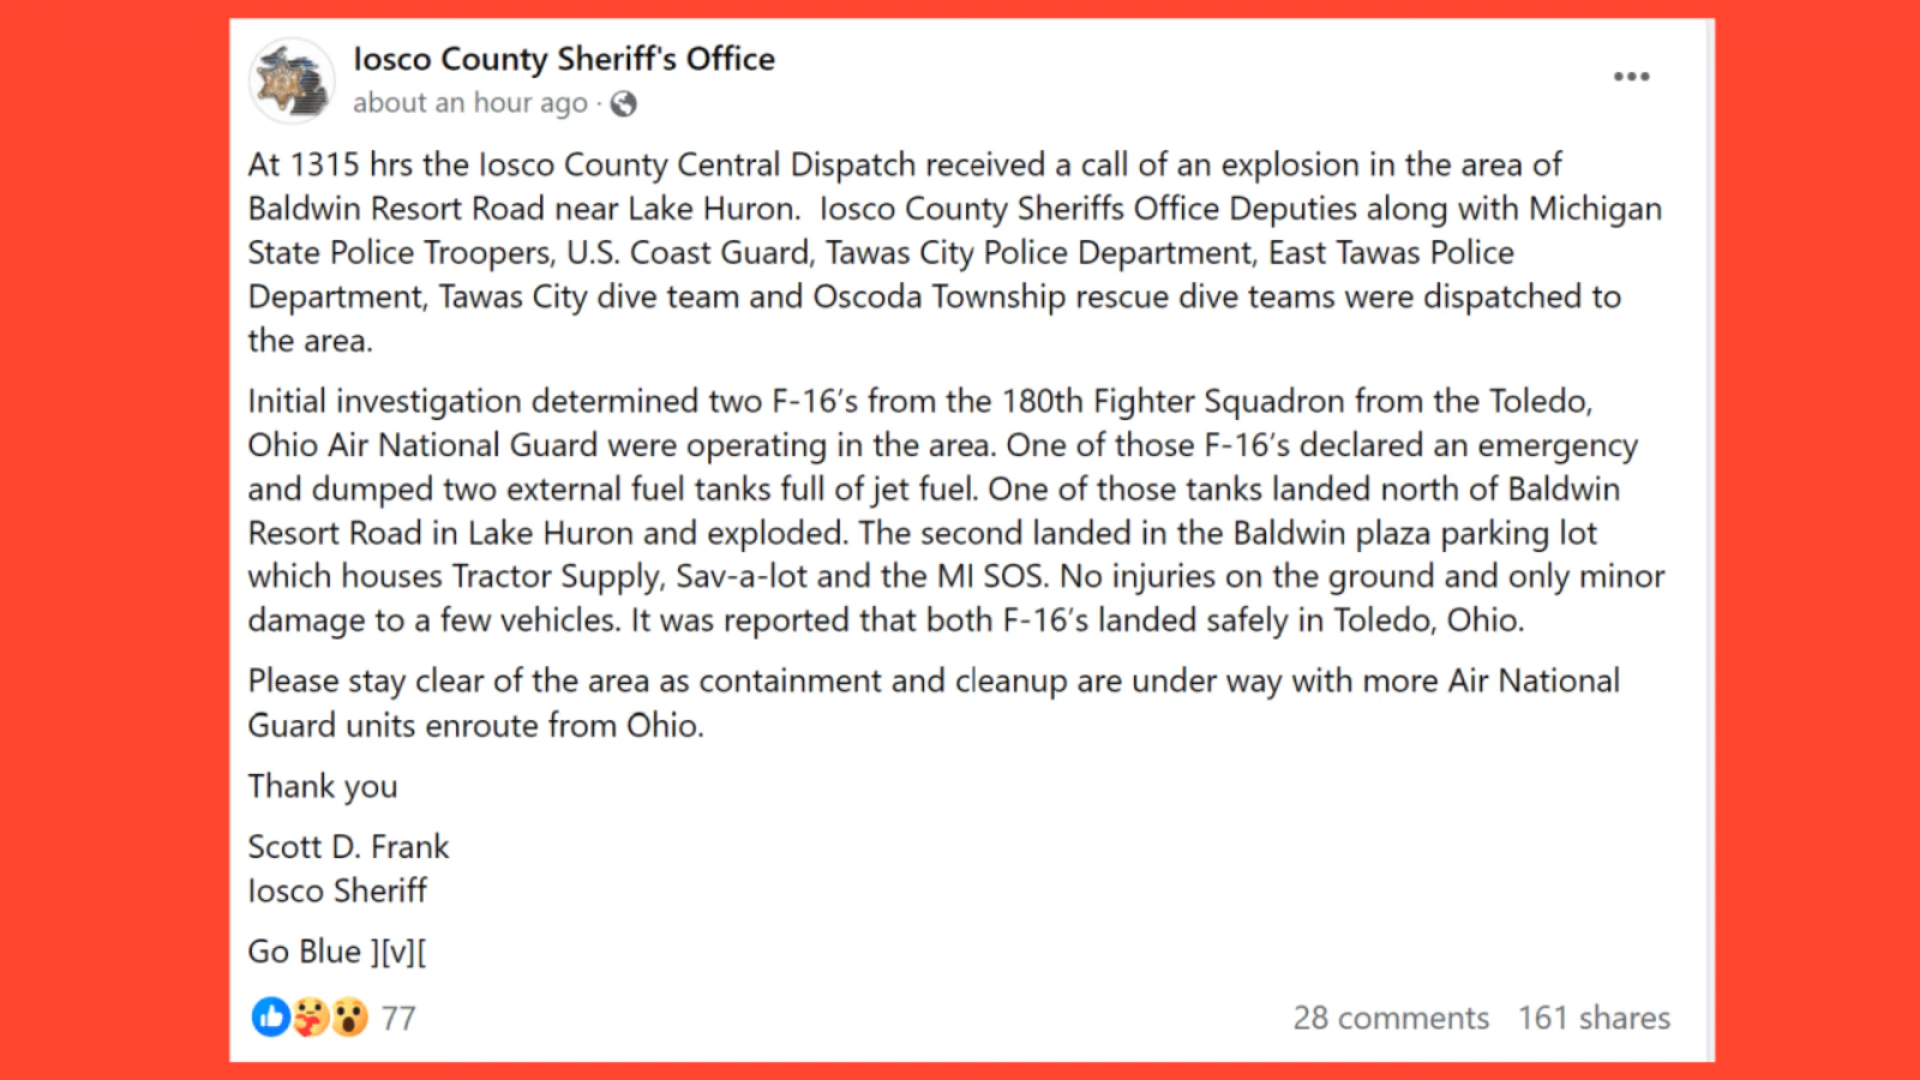 Iosco County Sheriff's Office
about an hour ago ·
At 1315 hrs the Iosco County Central Dispatch received a call of an explosion in the area of
Baldwin Resort Road near Lake Huron.  Iosco County Sheriffs Office Deputies along with Michigan
State Police Troopers, U.S. Coast Guard, Tawas City Police Department, East Tawas Police
Department, Tawas City dive team and Oscoda Township rescue dive teams were dispatched to
the area.
Initial investigation determined two F-16’s from the 180th Fighter Squadron from the Toledo,
Ohio Air National Guard were operating in the area. One of those F-16’s declared an emergency
and dumped two external fuel tanks full of jet fuel. One of those tanks landed north of Baldwin
Resort Road in Lake Huron and exploded. The second landed in the Baldwin plaza parking lot
which houses Tractor Supply, Sav-a-lot and the MI SOS. No injuries on the ground and only minor
damage to a few vehicles. It was reported that both F-16’s landed safely in Toledo, Ohio.
Please stay clear of the area as containment and cleanup are under way with more Air National
Guard units enroute from Ohio.
Thank you
Scott D. Frank
Iosco Sheriff
Go Blue ][v][
77
28 comments 161 shares